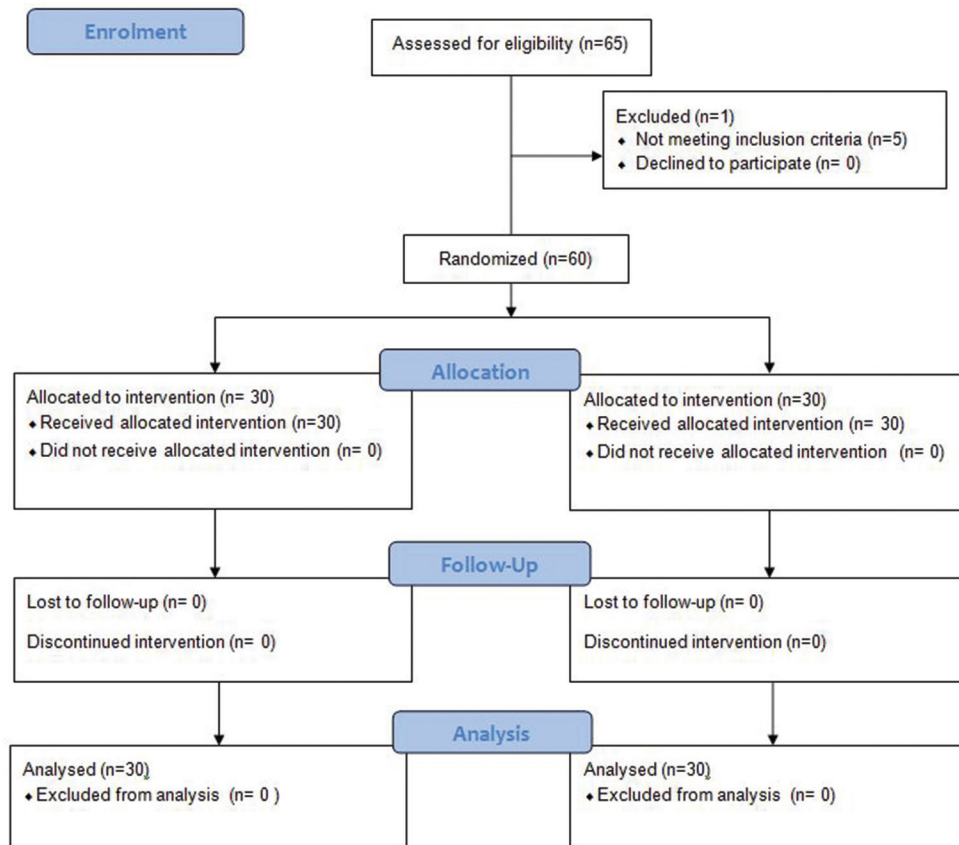 Enrolment
Assessed for eligibility (n=65)
Excluded (n=1)
⬥ Not meeting inclusion criteria (n=5)
⬥ Declined to participate (n= 0)
Randomized (n=60)
Allocation
Allocated to intervention (n= 30)
⬥ Received allocated intervention (n=30)
⬥ Did not receive allocated intervention (n= 0)
Allocated to intervention (n=30)
⬥ Received allocated intervention (n= 30)
⬥ Did not receive allocated intervention (n= 0)
Follow-Up
Lost to follow-up (n= 0)
Discontinued intervention (n= 0)
Lost to follow-up (n= 0)
Discontinued intervention (n=0)
Analysis
Analysed (n=30)
⬥ Excluded from analysis (n= 0 )
Analysed (n=30)
⬥ Excluded from analysis (n= 0)